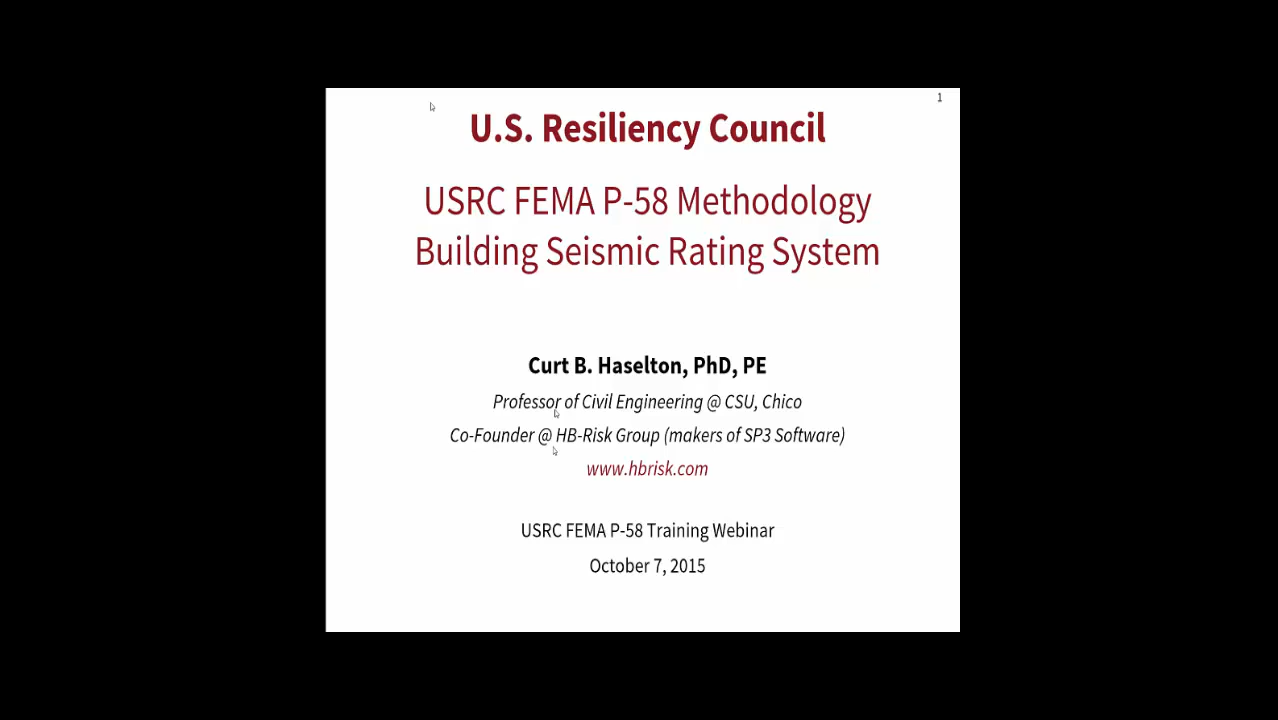 1
U.S. Resiliency Council
USRC FEMA P-58 Methodology
Building Seismic Rating System
Curt B. Haselton, PhD, PE
Professor of Civil Engineering @ CSU, Chico
Co-Founder @ HB-Risk Group (makers of SP3 Software)
www.hbrisk.com
USRC FEMA P-58 Training Webinar
October 7, 2015